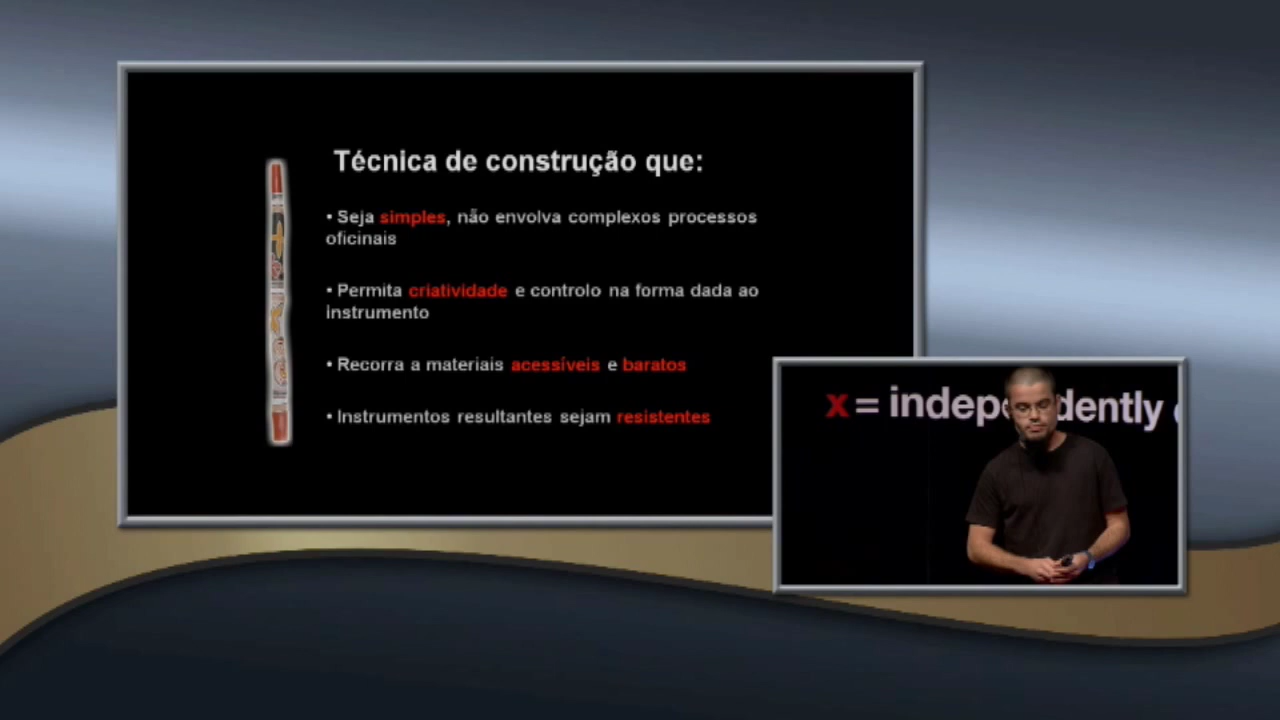 Técnica de construção que:
• Seja simples, não envolva complexos processos
oficinais
• Permita criatividade e controlo na forma dada ao
instrumento
• Recorra a materiais acessíveis e baratos
• Instrumentos resultantes sejam resistentes
x = indep dently